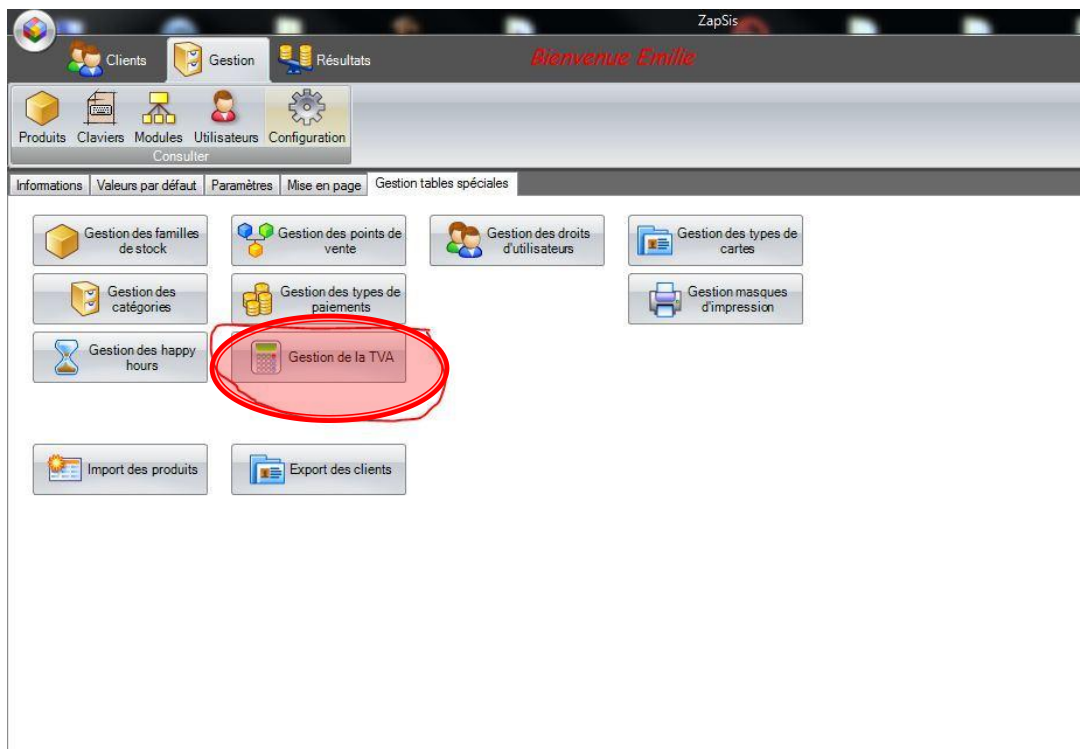 ZapSis
Clients
Gestion
Résultats
Bienvenue Emilie
Produits
Claviers
Modules
Utilisateurs
Configuration
Consulter
Informations
Valeurs par défaut
Paramètres
Mise en page
Gestion tables spéciales
Gestion des familles
de stock
Gestion des points de
vente
Gestion des droits
d'utilisateurs
Gestion des types de
cartes
Gestion des
catégories
Gestion des types de
paiements
Gestion masques
d'impression
Gestion des happy
hours
Gestion de la TVA
Import des produits
Export des clients